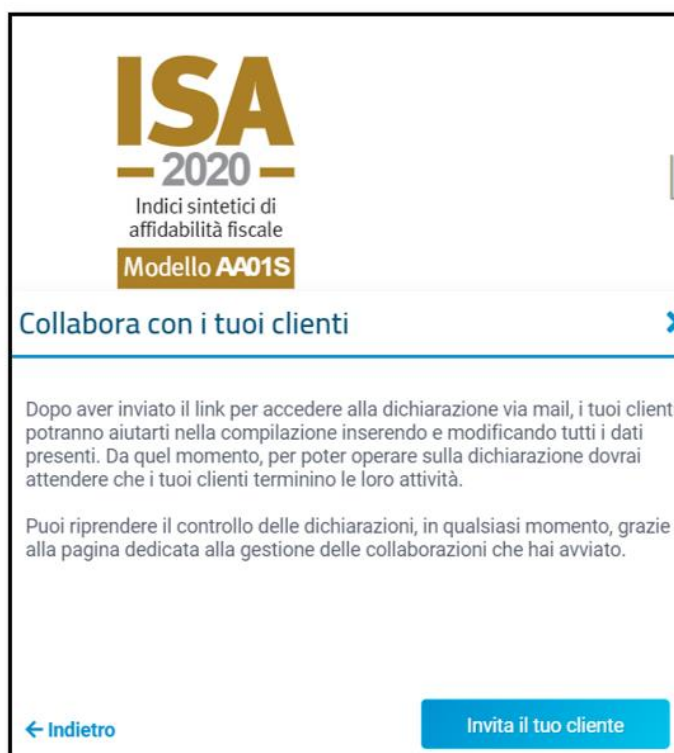 ISA
2020
Indici sintetici di
affidabilità fiscale
Modello AA01S
Collabora con i tuoi clienti
Dopo aver inviato il link per accedere alla dichiarazione via mail, i tuoi client
potranno aiutarti nella compilazione inserendo e modificando tutti i dati
presenti. Da quel momento, per poter operare sulla dichiarazione dovrai
attendere che i tuoi clienti terminino le loro attività.
Puoi riprendere il controllo delle dichiarazioni, in qualsiasi momento, grazie
alla pagina dedicata alla gestione delle collaborazioni che hai avviato.
← Indietro
Invita il tuo cliente